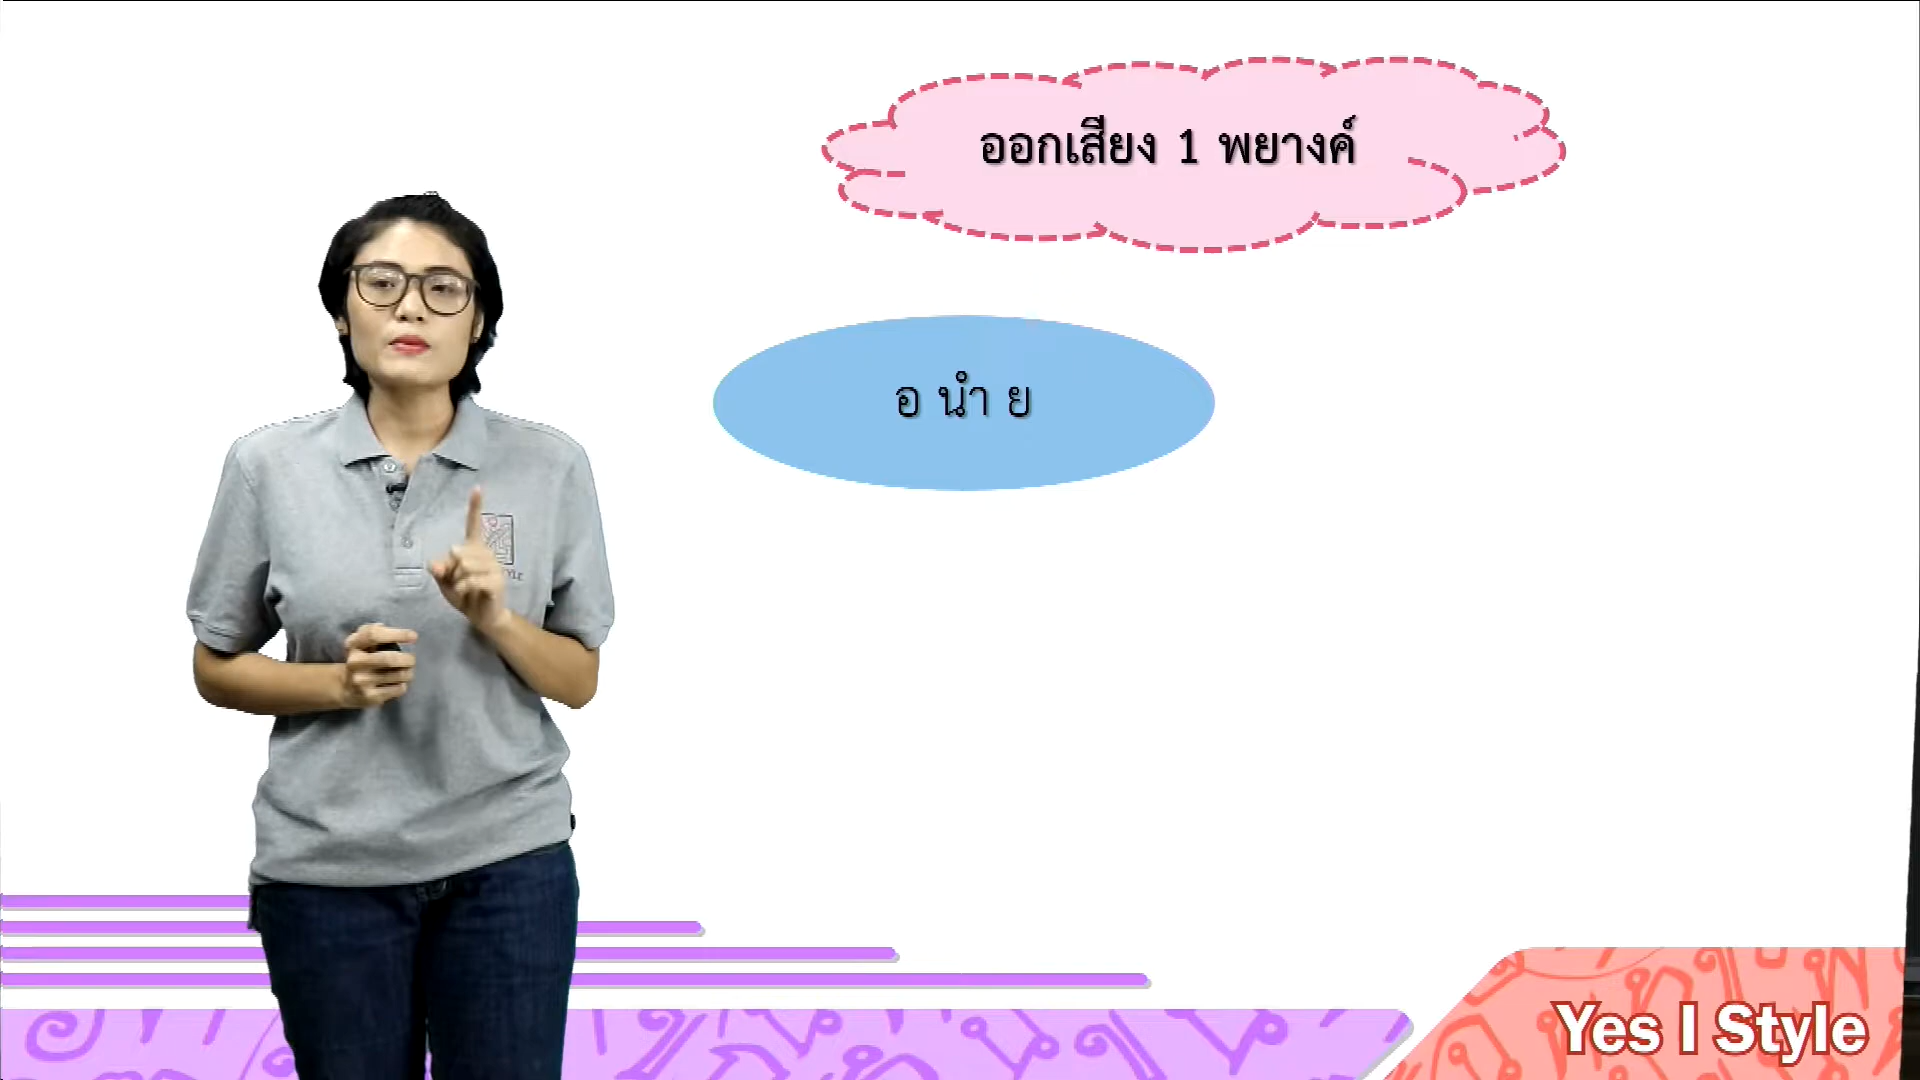 ออกเสียง 1 พยางค์
อ นำ ย
Yes I Style